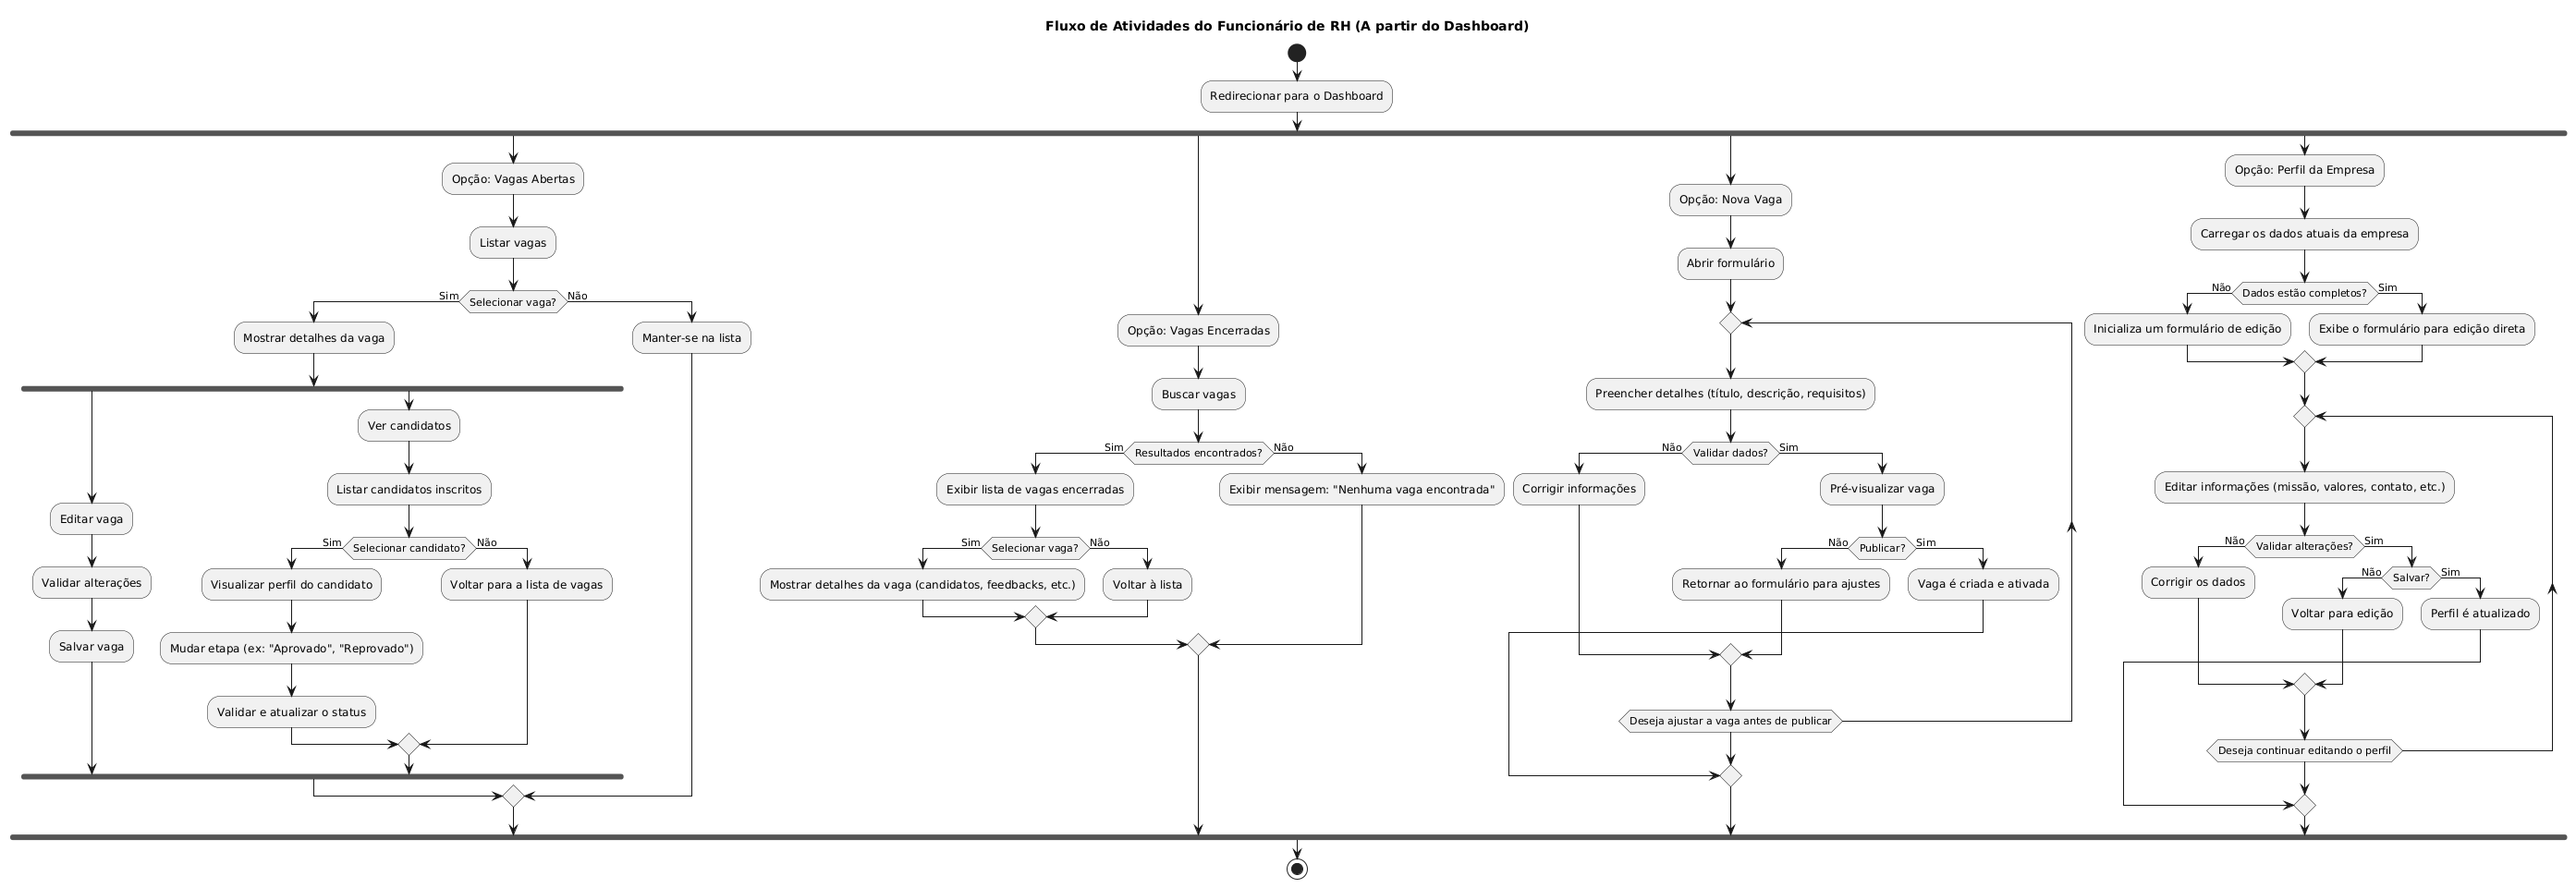 Fluxo de Atividades do Funcionário de RH (A partir do Dashboard)
Redirecionar para o Dashboard
Opção: Vagas Abertas
Listar vagas
Sim
Selecionar vaga?
Não
Mostrar detalhes da vaga
Manter-se na lista
Editar vaga
Validar alterações
Salvar vaga
Ver candidatos
Listar candidatos inscritos
Sim
Selecionar candidato?
Não
Visualizar perfil do candidato
Mudar etapa (ex: "Aprovado", "Reprovado")
Validar e atualizar o status
Voltar para a lista de vagas
Opção: Vagas Encerradas
Buscar vagas
Sim
Resultados encontrados?
Não
Exibir lista de vagas encerradas
Sim
Selecionar vaga?
Não
Mostrar detalhes da vaga (candidatos, feedbacks, etc.)
Voltar à lista
Exibir mensagem: "Nenhuma vaga encontrada"
Opção: Nova Vaga
Abrir formulário
Preencher detalhes (título, descrição, requisitos)
Não
Validar dados?
Sim
Corrigir informações
Pré-visualizar vaga
Não
Publicar?
Sim
Retornar ao formulário para ajustes
Vaga é criada e ativada
Deseja ajustar a vaga antes de publicar
Opção: Perfil da Empresa
Carregar os dados atuais da empresa
Não
Dados estão completos?
Sim
Inicializa um formulário de edição
Exibe o formulário para edição direta
Editar informações (missão, valores, contato, etc.)
Não
Validar alterações?
Sim
Corrigir os dados
Não
Salvar?
Sim
Voltar para edição
Perfil é atualizado
Deseja continuar editando o perfil